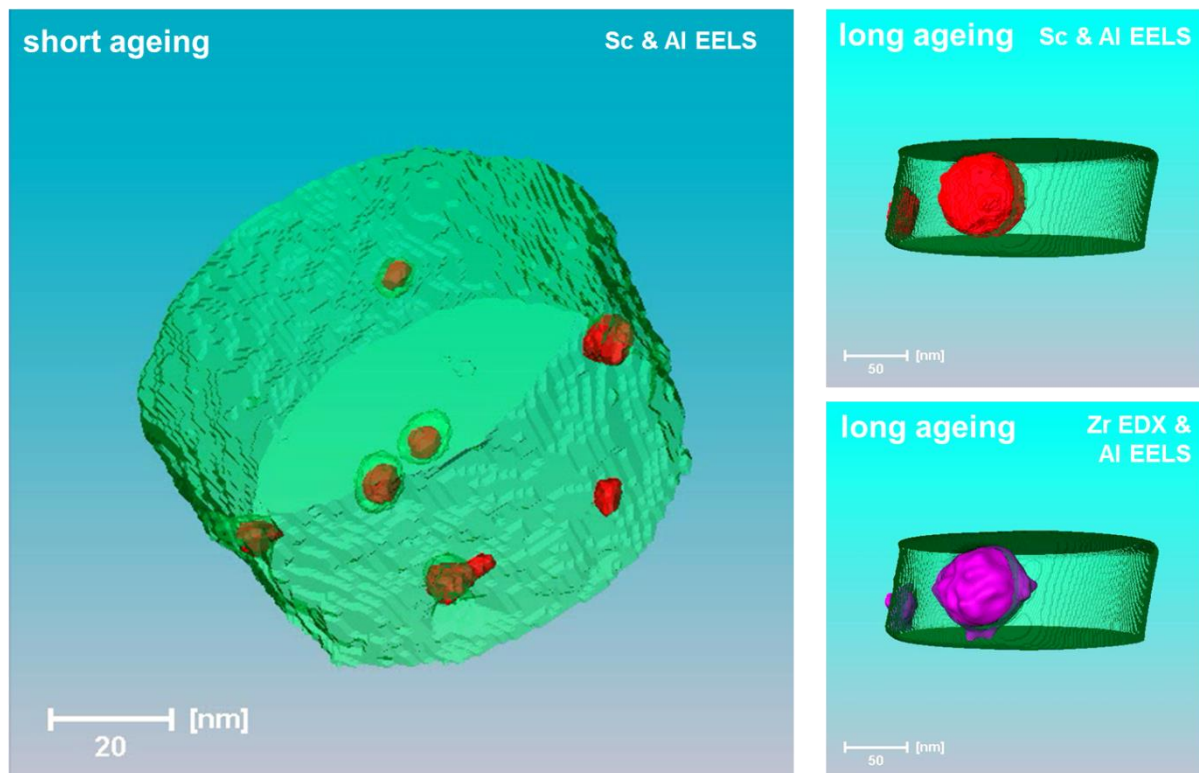 short ageing
Sc & Al EELS
[nm]
20
long ageing
Sc & Al EELS
[nm]
50
long ageing
Zr EDX &
Al EELS
[nm]
50